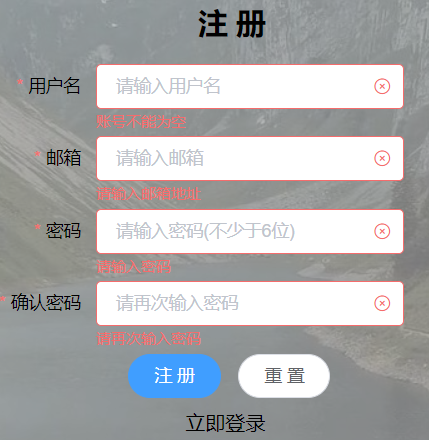 注 册
* 用户名 请输入用户名
账号不能为空
* 邮箱 请输入邮箱
请输入邮箱地址
* 密码 请输入密码(不少于6位)
请输入密码
* 确认密码 请再次输入密码
请再次输入密码
注 册 重 置
立即登录